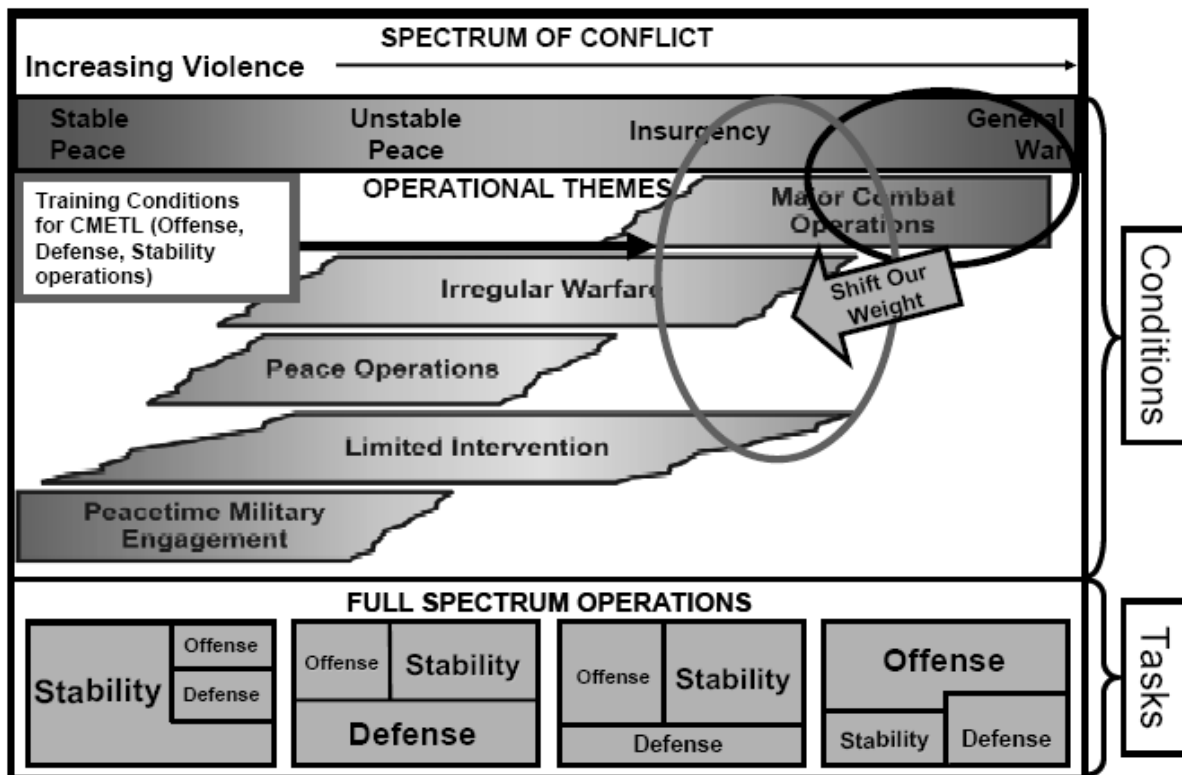 SPECTRUM OF CONFLICT
Increasing Violence
Stable
Peace
Unstable
Peace
Insurgency
General
War
Training Conditions
for CMETL (Offense,
Defense, Stability
operations)
OPERATIONAL THEMES
Major Combat
Operations
Irregular Warfare
Shift Our
Weight
Peace Operations
Limited Intervention
Peacetime Military
Engagement
Conditions
FULL SPECTRUM OPERATIONS
Stability
Offense
Defense
Offense
Stability
Defense
Offense
Stability
Defense
Offense
Stability
Defense
Tasks